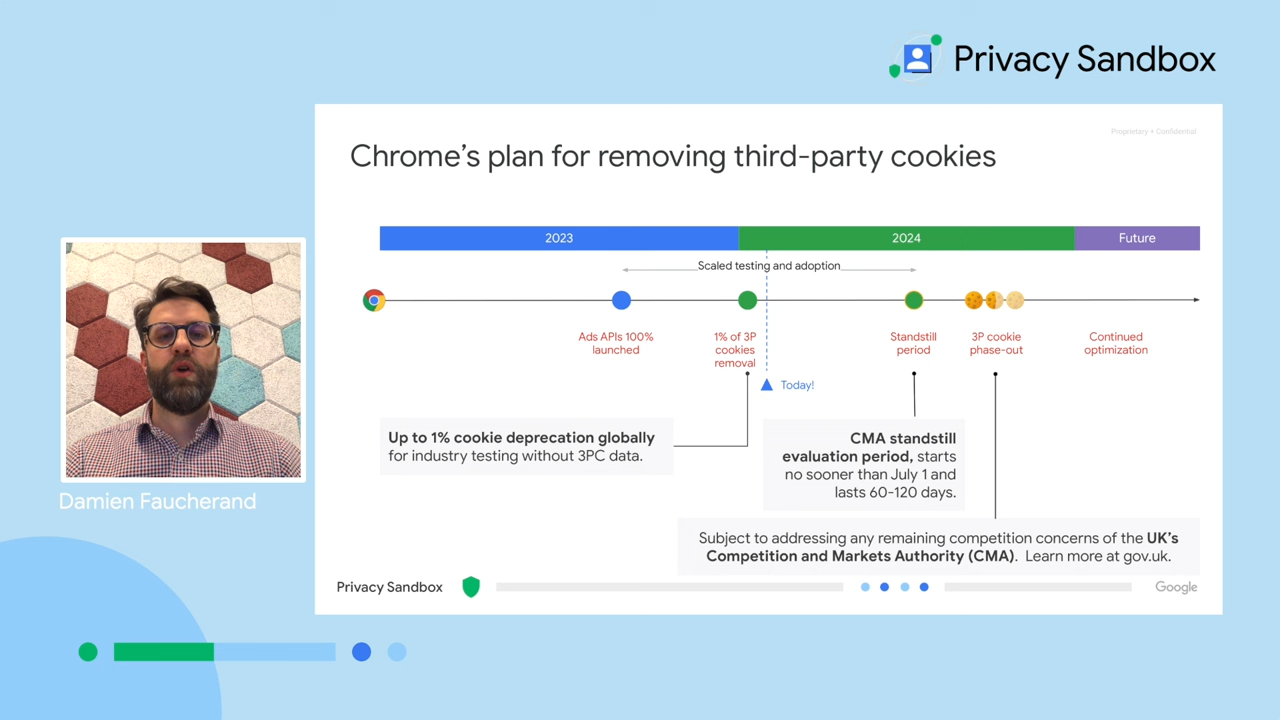 Privacy Sandbox
Proprietary + Confidential
Chrome's plan for removing third-party cookies
2023
2024
Future
Scaled testing and adoption
Ads APIs 100%
launched
1% of 3P
cookies
removal
Standstill
period
3P cookie
phase-out
Continued
optimization
Today!
Up to 1% cookie deprecation globally
for industry testing without 3PC data.
CMA standstill
evaluation period, starts
no sooner than July 1 and
lasts 60-120 days.
Damien Faucherand
Subject to addressing any remaining competition concerns of the UK's
Competition and Markets Authority (CMA). Learn more at gov.uk.
Privacy Sandbox
Google